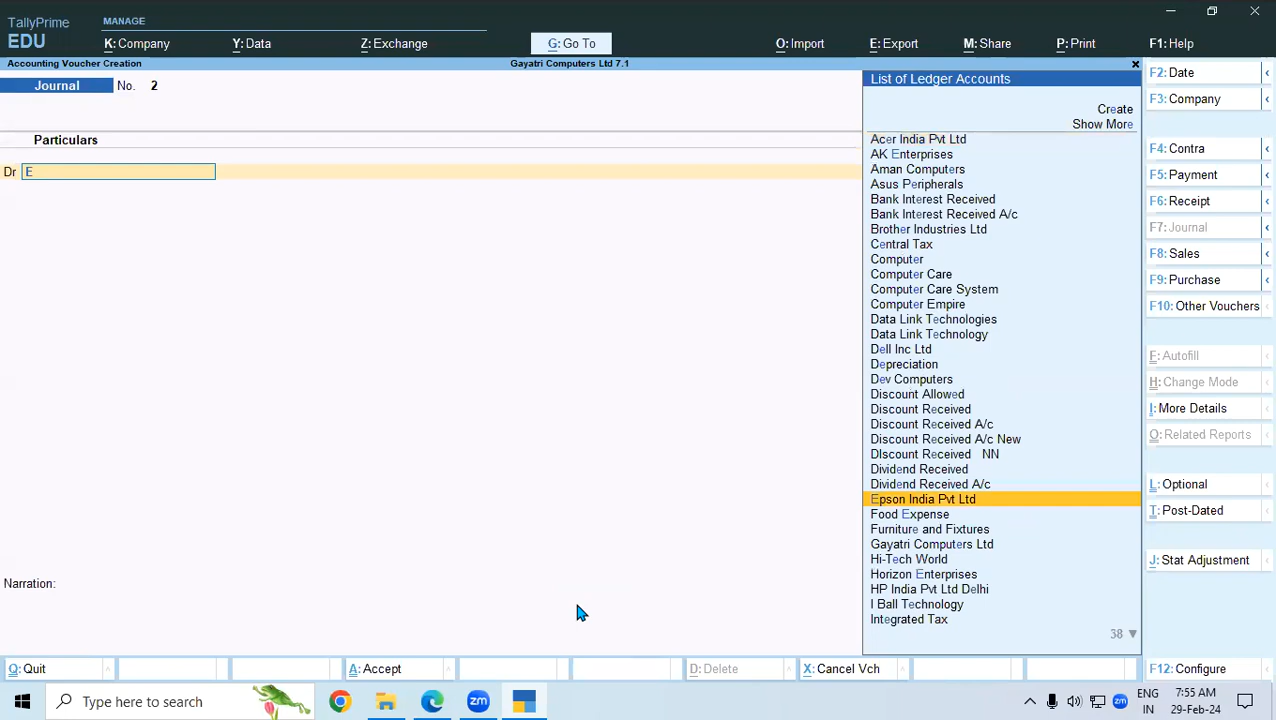 TallyPrime
EDU
MANAGE
K: Company
Y: Data
Z: Exchange
G: Go To
O: Import
E: Export
M: Share
P: Print
F1: Help
Accounting Voucher Creation
Gayatri Computers Ltd 7.1
Journal No. 2
Particulars
Dr E
Narration:
List of Ledger Accounts
Create
Show More
Acer India Pvt Ltd
AK Enterprises
Aman Computers
Asus Peripherals
Bank Interest Received
Bank Interest Received A/c
Brother Industries Ltd
Central Tax
Computer
Computer Care
Computer Care System
Computer Empire
Data Link Technologies
Data Link Technology
Dell Inc Ltd
Depreciation
Dev Computers
Discount Allowed
Discount Received
Discount Received A/c
Discount Received A/c New
DIscount Received NN
Dividend Received
Dividend Received A/c
Epson India Pvt Ltd
Food Expense
Furniture and Fixtures
Gayatri Computers Ltd
Hi-Tech World
Horizon Enterprises
HP India Pvt Ltd Delhi
I Ball Technology
Integrated Tax
38
F2: Date
F3: Company
F4: Contra
F5: Payment
F6: Receipt
F7: Journal
F8: Sales
F9: Purchase
F10: Other Vouchers
F: Autofill
H: Change Mode
I: More Details
O: Related Reports
L: Optional
T: Post-Dated
J: Stat Adjustment
Q: Quit
A: Accept
D: Delete
X: Cancel Vch
F12: Configure
Type here to search
zm
zm
ENG
IN
7:35 AM
29-Feb-24